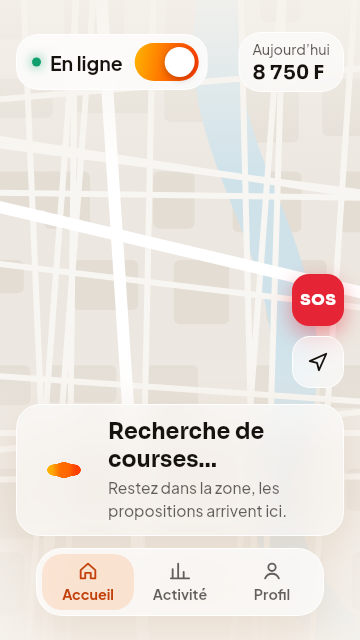 En ligne
Aujourd’hui
8 750 F
SOS
Recherche de
courses...
Restez dans la zone, les
propositions arrivent ici.
Accueil
Activité
Profil